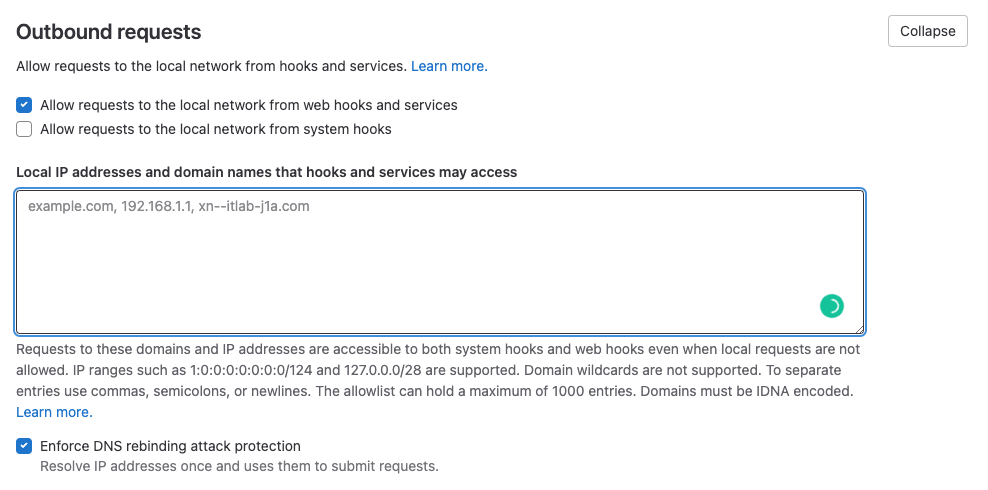 Outbound requests
Collapse
Allow requests to the local network from hooks and services. Learn more.
Allow requests to the local network from web hooks and services
Allow requests to the local network from system hooks
Local IP addresses and domain names that hooks and services may access
example.com, 192.168.1.1, xn--itlab-j1a.com
Requests to these domains and IP addresses are accessible to both system hooks and web hooks even when local requests are not
allowed. IP ranges such as 1:0:0:0:0:0:0:0/124 and 127.0.0.0/28 are supported. Domain wildcards are not supported. To separate
entries use commas, semicolons, or newlines. The allowlist can hold a maximum of 1000 entries. Domains must be IDNA encoded.
Learn more.
Enforce DNS rebinding attack protection
Resolve IP addresses once and uses them to submit requests.